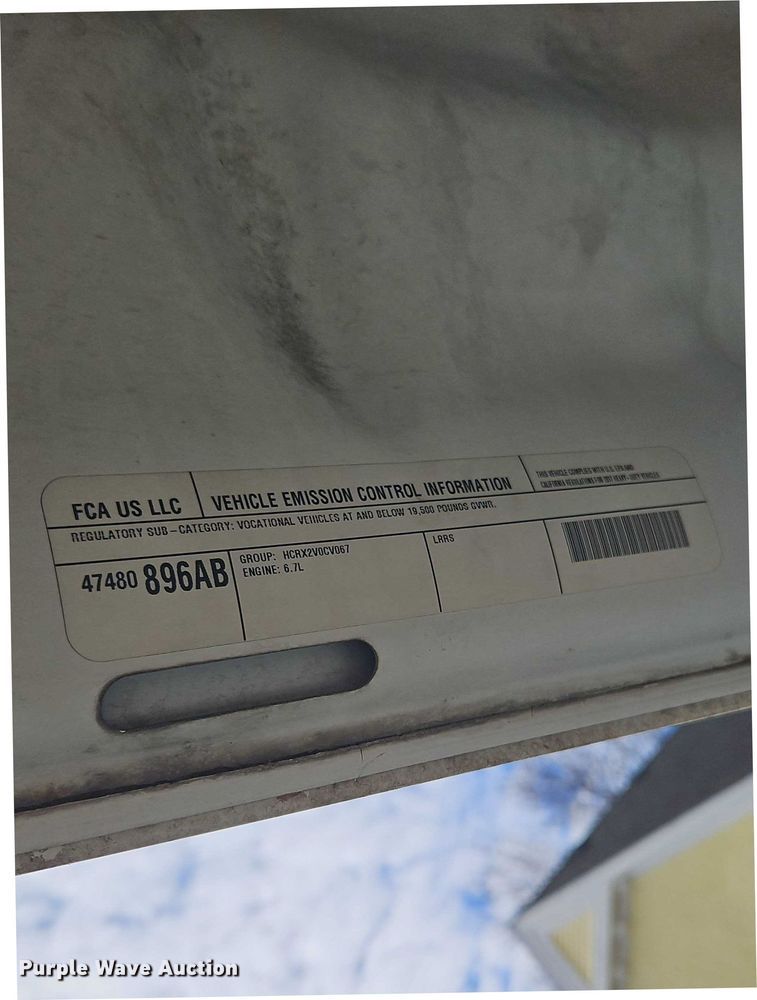 FCA US LLC
VEHICLE EMISSION CONTROL INFORMATION
THIS VEHICLE COMPLIES WITH U.S. EPA AND
CALIFORNIA REGULATIONS FOR 2017 HEAVY-DUTY VEHICLES.
REGULATORY SUB-CATEGORY: VOCATIONAL VEHICLES AT AND BELOW 19,500 POUNDS GVWR.
47480 896AB
GROUP: HCRX2V0CV067
ENGINE: 6.7L
LRRS
Purple Wave Auction